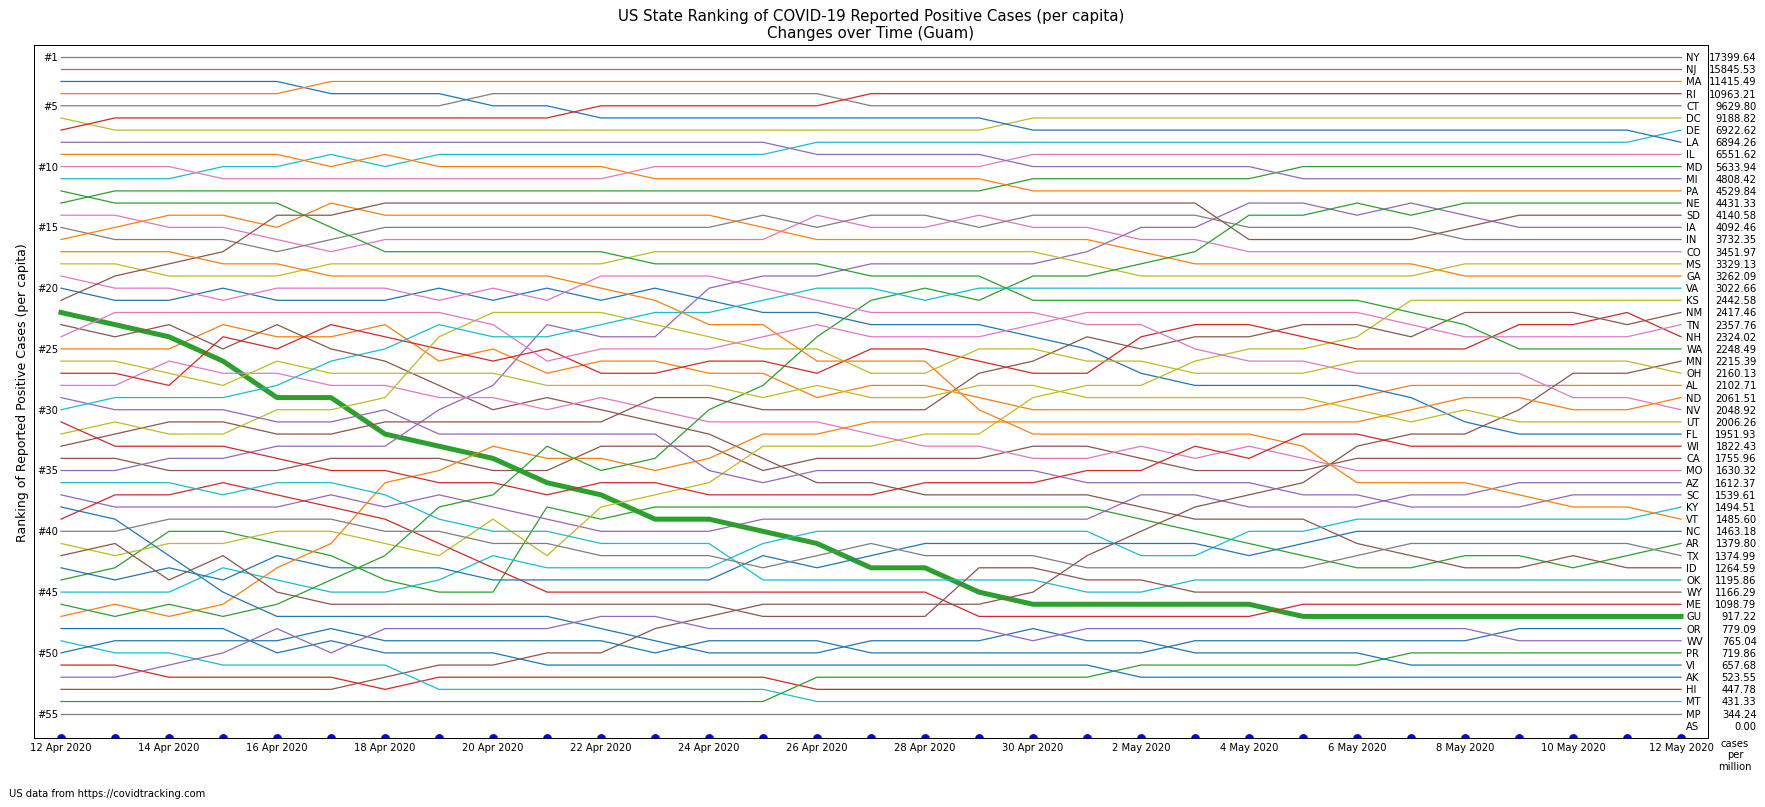 US State Ranking of COVID-19 Reported Positive Cases (per capita)
Changes over Time (Guam)
Ranking of Reported Positive Cases (per capita)
#1
#5
#10
#15
#20
#25
#30
#35
#40
#45
#50
#55
NY 17399.64
NJ 15845.53
MA 11415.49
RI 10963.21
CT 9629.80
DC 9188.82
DE 6922.62
LA 6894.26
IL 6551.62
MD 5633.94
MI 4808.42
PA 4529.84
NE 4431.33
SD 4140.58
IA 4092.46
IN 3732.35
CO 3451.97
MS 3329.13
GA 3262.09
VA 3022.66
KS 2442.58
NM 2417.46
TN 2357.76
NH 2324.02
WA 2248.49
MN 2215.39
OH 2160.13
AL 2102.71
ND 2061.51
NV 2048.92
UT 2006.26
FL 1951.93
WI 1822.43
CA 1755.96
MO 1630.32
AZ 1612.37
SC 1539.61
KY 1494.51
VT 1485.60
NC 1463.18
AR 1379.80
TX 1374.99
ID 1264.59
OK 1195.86
WY 1166.29
ME 1098.79
GU 917.22
OR 779.09
WV 765.04
PR 719.86
VI 657.68
AK 523.55
HI 447.78
MT 431.33
MP 344.24
AS 0.00
12 Apr 2020
14 Apr 2020
16 Apr 2020
18 Apr 2020
20 Apr 2020
22 Apr 2020
24 Apr 2020
26 Apr 2020
28 Apr 2020
30 Apr 2020
2 May 2020
4 May 2020
6 May 2020
8 May 2020
10 May 2020
12 May 2020
cases
per
million
US data from https://covidtracking.com